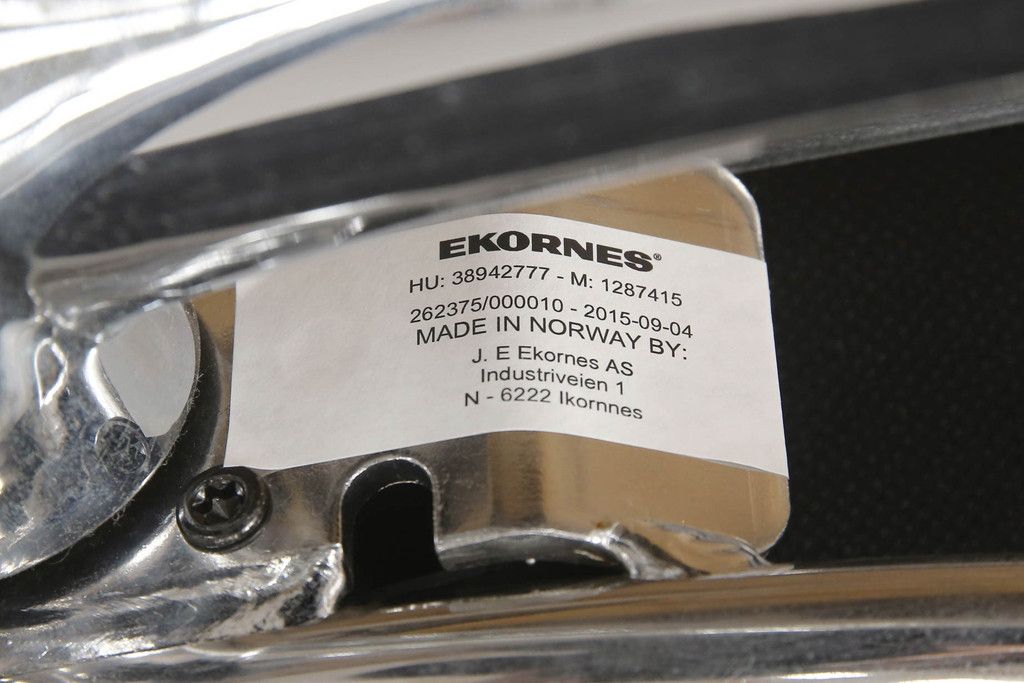 EKORNES®
HU: 38942777 - M: 1287415
262375/000010 - 2015-09-04
MADE IN NORWAY BY:
J. E Ekornes AS
Industriveien 1
N - 6222 Ikornnes